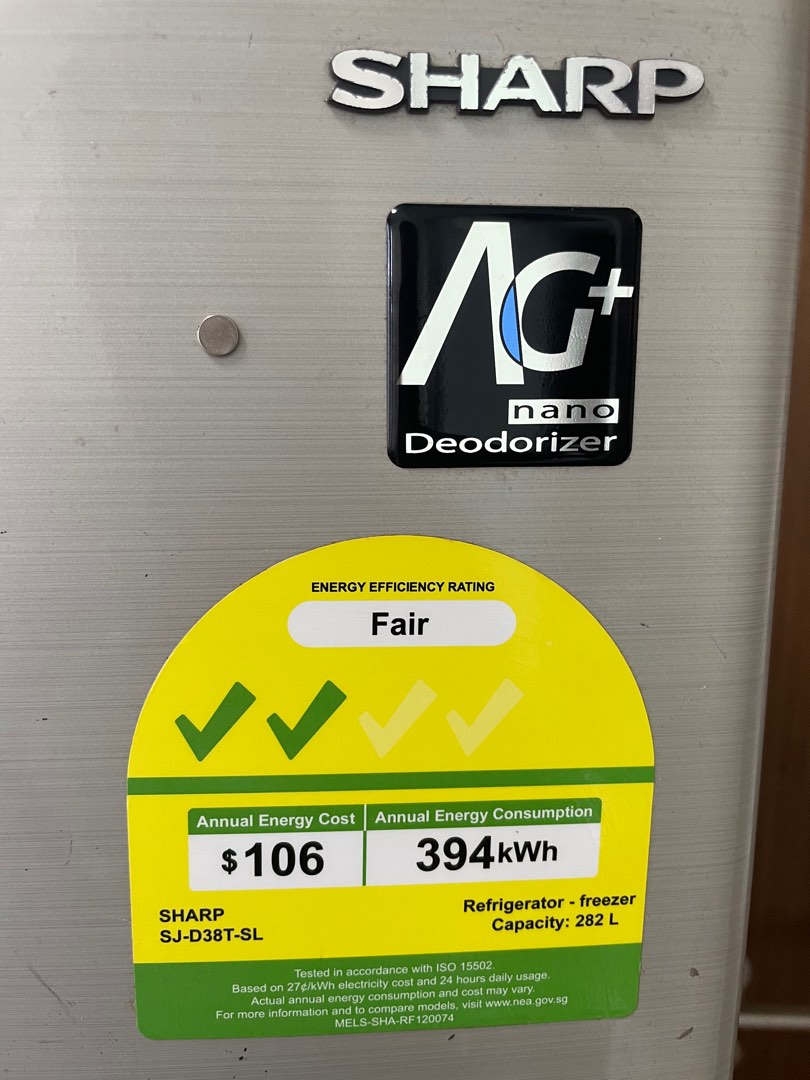 SHARP
AG+
nano
Deodorizer
ENERGY EFFICIENCY RATING
Fair
Annual Energy Cost
$106
Annual Energy Consumption
394kWh
SHARP
SJ-D38T-SL
Refrigerator - freezer
Capacity: 282 L
Tested in accordance with ISO 15502.
Based on 27¢/kWh electricity cost and 24 hours daily usage.
Actual annual energy consumption and cost may vary.
For more information and to compare models, visit www.nea.gov.sg
MELS-SHA-RF120074